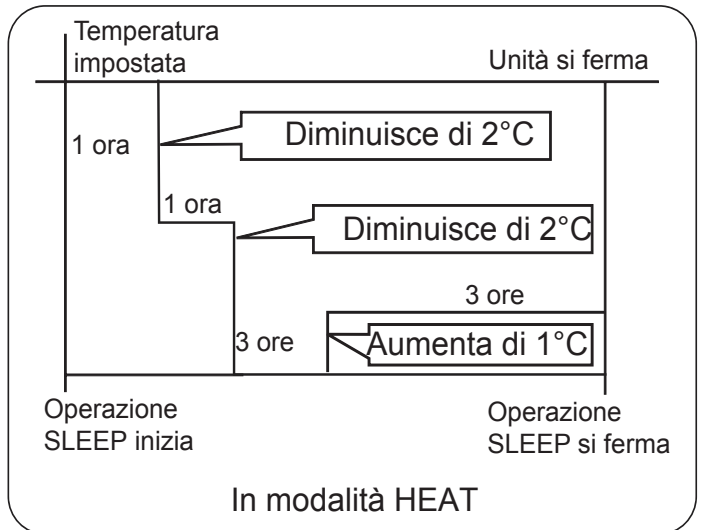 Temperatura
impostata
Unità si ferma
1 ora
Diminuisce di 2°C
1 ora
Diminuisce di 2°C
3 ore
3 ore
Aumenta di 1°C
Operazione
SLEEP inizia
Operazione
SLEEP si ferma
In modalità HEAT